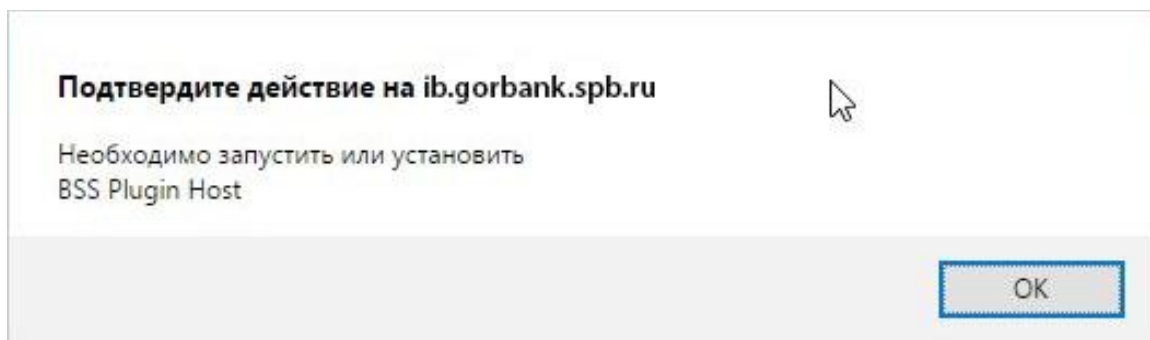 Подтвердите действие на ib.gorbank.spb.ru
Необходимо запустить или установить
BSS Plugin Host
OK